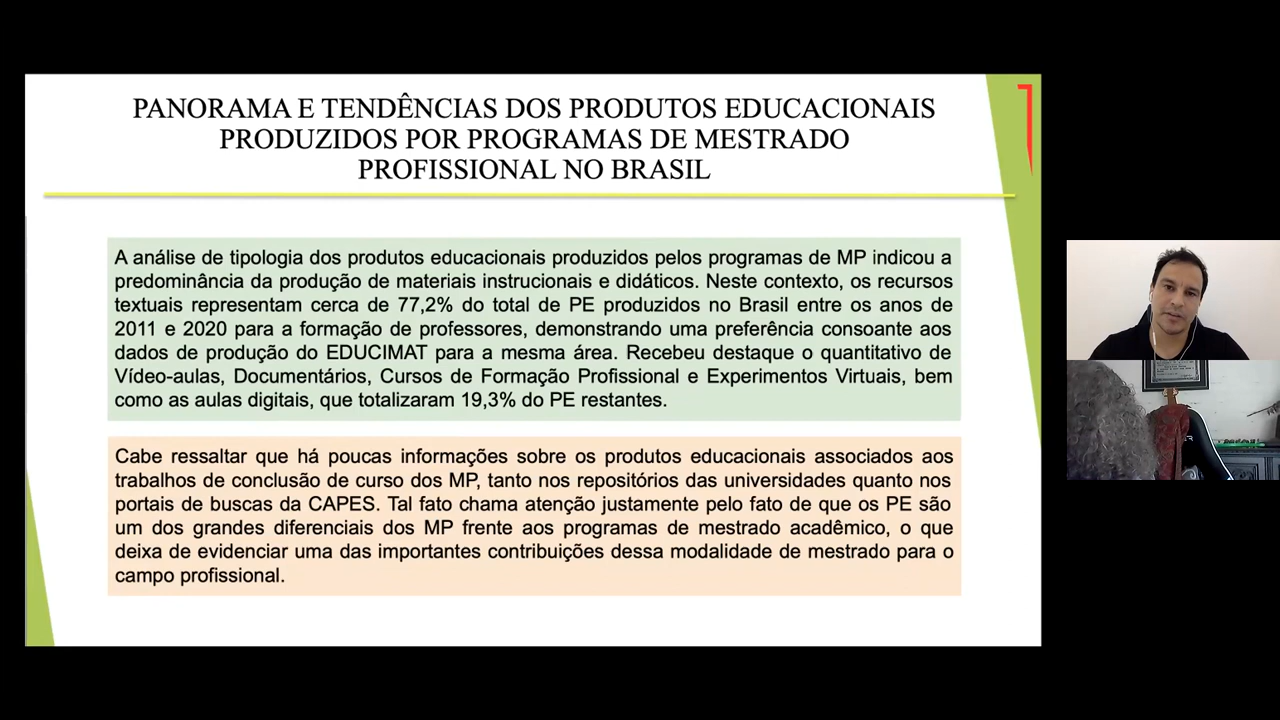 PANORAMA E TENDÊNCIAS DOS PRODUTOS EDUCACIONAIS
PRODUZIDOS POR PROGRAMAS DE MESTRADO
PROFISSIONAL NO BRASIL
A análise de tipologia dos produtos educacionais produzidos pelos programas de MP indicou a
predominância da produção de materiais instrucionais e didáticos. Neste contexto, os recursos
textuais representam cerca de 77,2% do total de PE produzidos no Brasil entre os anos de
2011 e 2020 para a formação de professores, demonstrando uma preferência consoante aos
dados de produção do EDUCIMAT para a mesma área. Recebeu destaque o quantitativo de
Vídeo-aulas, Documentários, Cursos de Formação Profissional e Experimentos Virtuais, bem
como as aulas digitais, que totalizaram 19,3% do PE restantes.
Cabe ressaltar que há poucas informações sobre os produtos educacionais associados aos
trabalhos de conclusão de curso dos MP, tanto nos repositórios das universidades quanto nos
portais de buscas da CAPES. Tal fato chama atenção justamente pelo fato de que os PE são
um dos grandes diferenciais dos MP frente aos programas de mestrado acadêmico, o que
deixa de evidenciar uma das importantes contribuições dessa modalidade de mestrado para o
campo profissional.